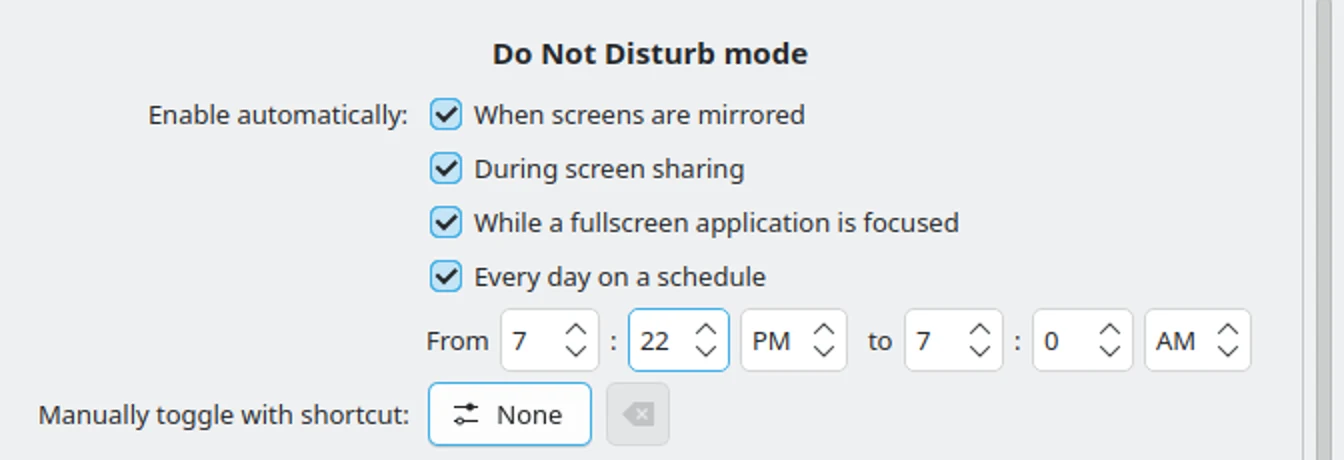 Do Not Disturb mode
Enable automatically: When screens are mirrored
During screen sharing
While a fullscreen application is focused
Every day on a schedule
From 7 : 22 PM to 7 : 0 AM
Manually toggle with shortcut: None